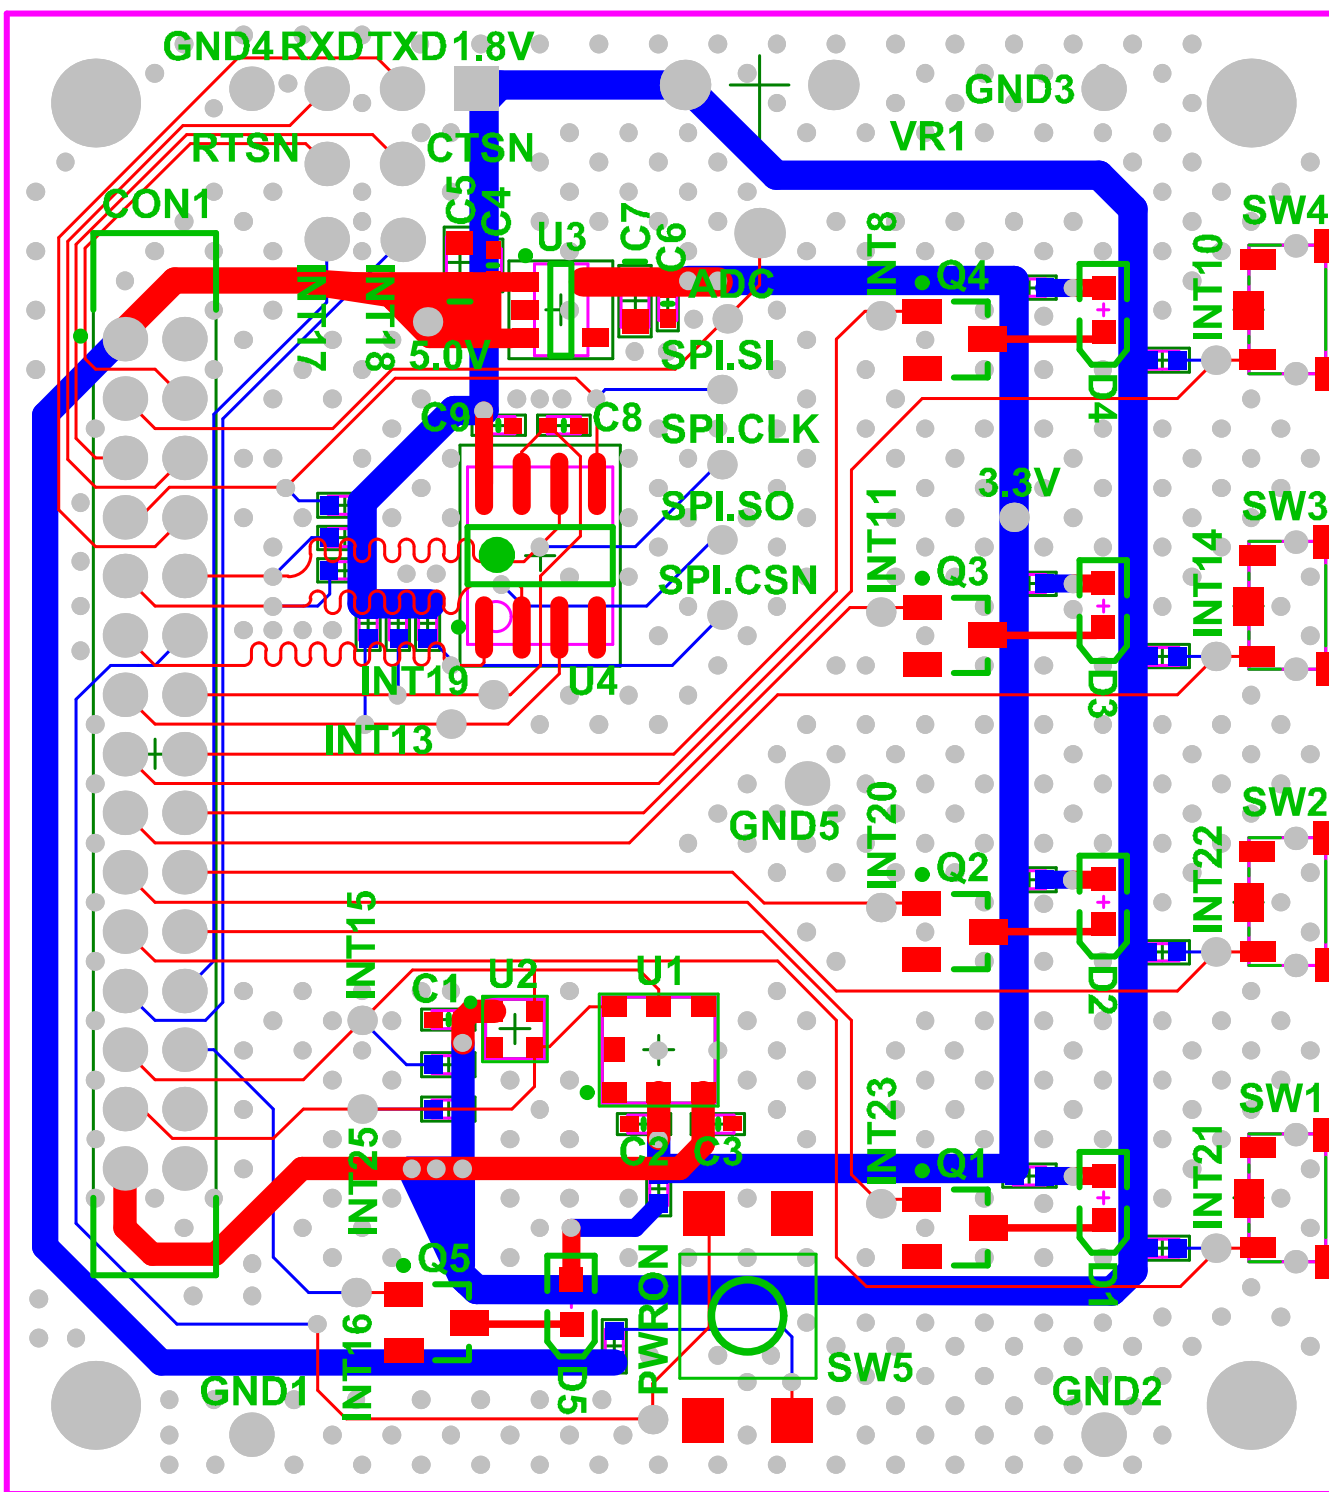 GND4 RXD TXD 1.8V
GND3
VR1
RTSN
CTSN
CON1
C5
C4
U3
C7
C6
INT8
Q4
INT10
SW4
INT17
INT18
5.0V
ADC
SPI.SI
D4
C9
C8
SPI.CLK
3.3V
SPI.SO
INT11
Q3
INT14
SW3
SPI.CSN
INT19
U4
D3
INT13
GND5
INT20
Q2
INT22
SW2
INT15
C1
U2
U1
D2
INT25
C2
C3
INT23
Q1
INT21
SW1
Q5
PWRON
D1
INT16
GND1
D5
SW5
GND2